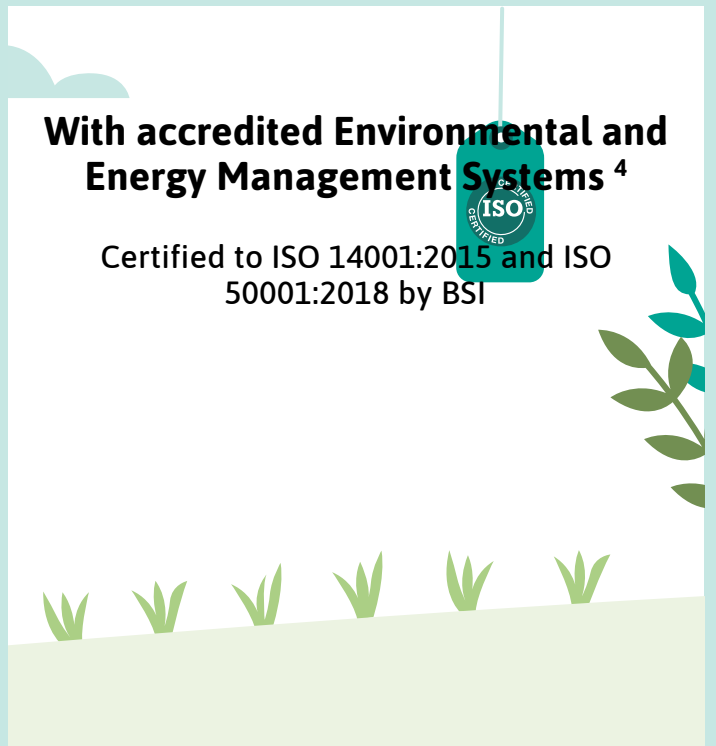 With accredited Environmental and
Energy Management Systems ⁴
CERTIFIED
ISO
CERTIFIED
Certified to ISO 14001:2015 and ISO
50001:2018 by BSI